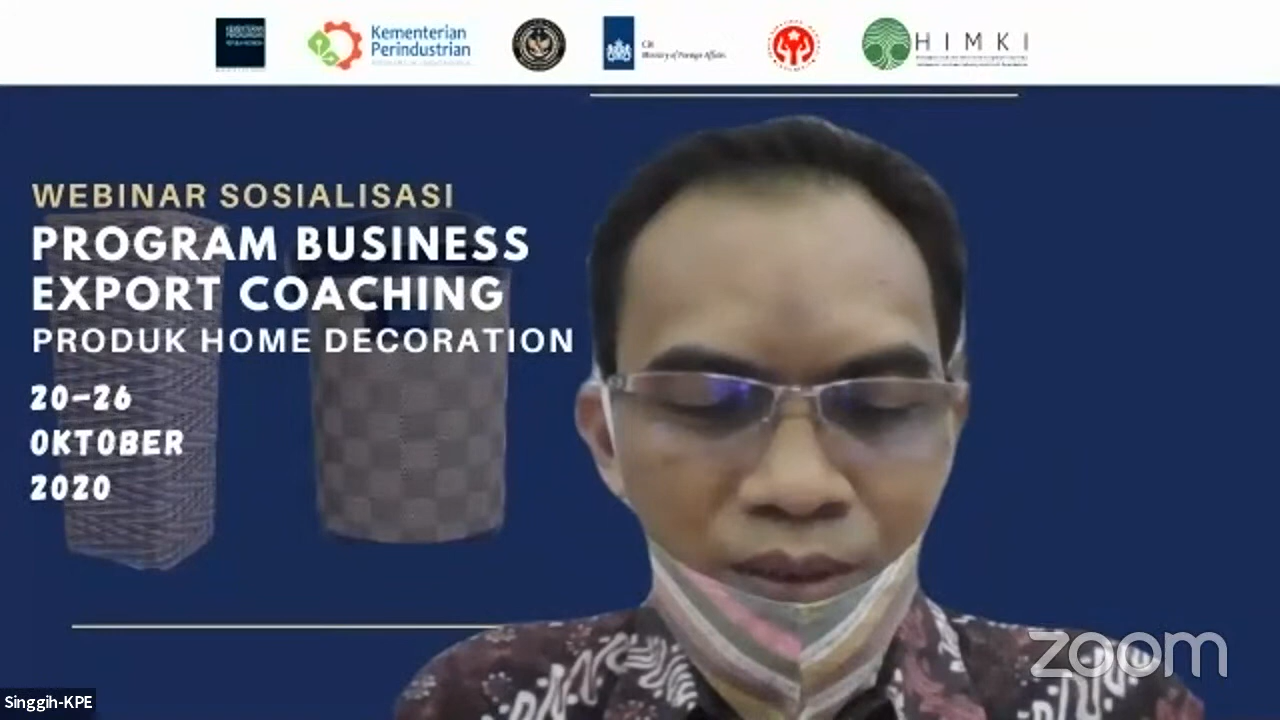 Kementerian
Perindustrian
Ministry of Foreign Affairs
HIMKI
WEBINAR SOSIALISASI
PROGRAM BUSINESS
EXPORT COACHING
PRODUK HOME DECORATION
20-26
OKTOBER
2020
zoom
Singgih-KPE